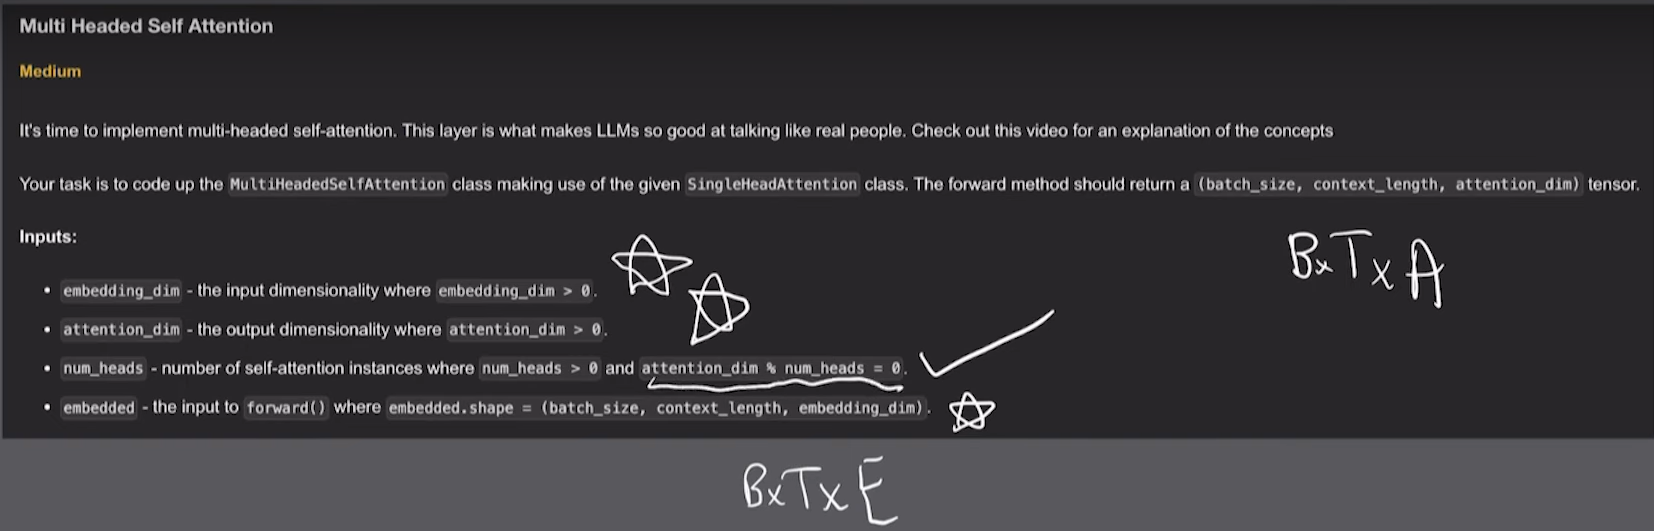 Multi Headed Self Attention
Medium
It's time to implement multi-headed self-attention. This layer is what makes LLMs so good at talking like real people. Check out this video for an explanation of the concepts
Your task is to code up the MultiHeadedSelfAttention class making use of the given SingleHeadAttention class. The forward method should return a (batch_size, context_length, attention_dim) tensor.
Inputs:
BxTxA
• embedding_dim - the input dimensionality where embedding_dim > 0.
• attention_dim - the output dimensionality where attention_dim > 0.
• num_heads - number of self-attention instances where num_heads > 0 and attention_dim % num_heads = 0.
• embedded - the input to forward() where embedded.shape = (batch_size, context_length, embedding_dim).
BxTxE